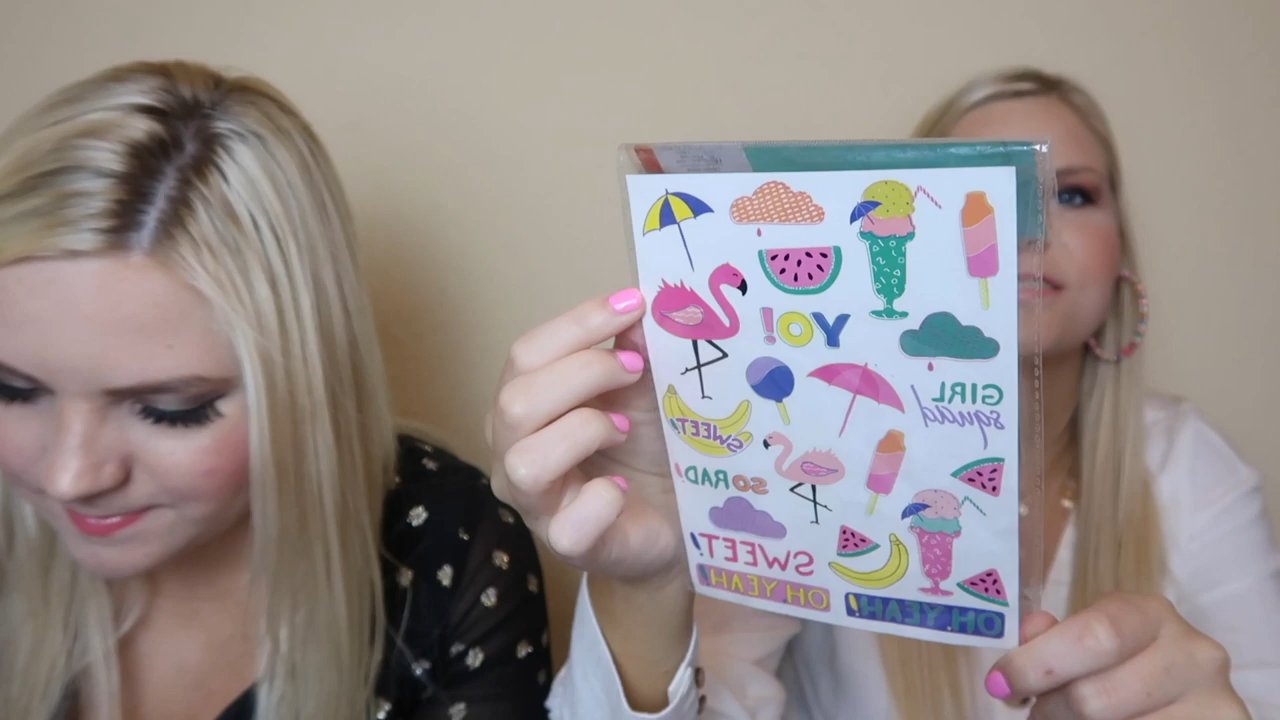 YO!
GIRL
squad
SWEET!
SO RAD!
SWEET!
OH YEAH!
OH YEAH!